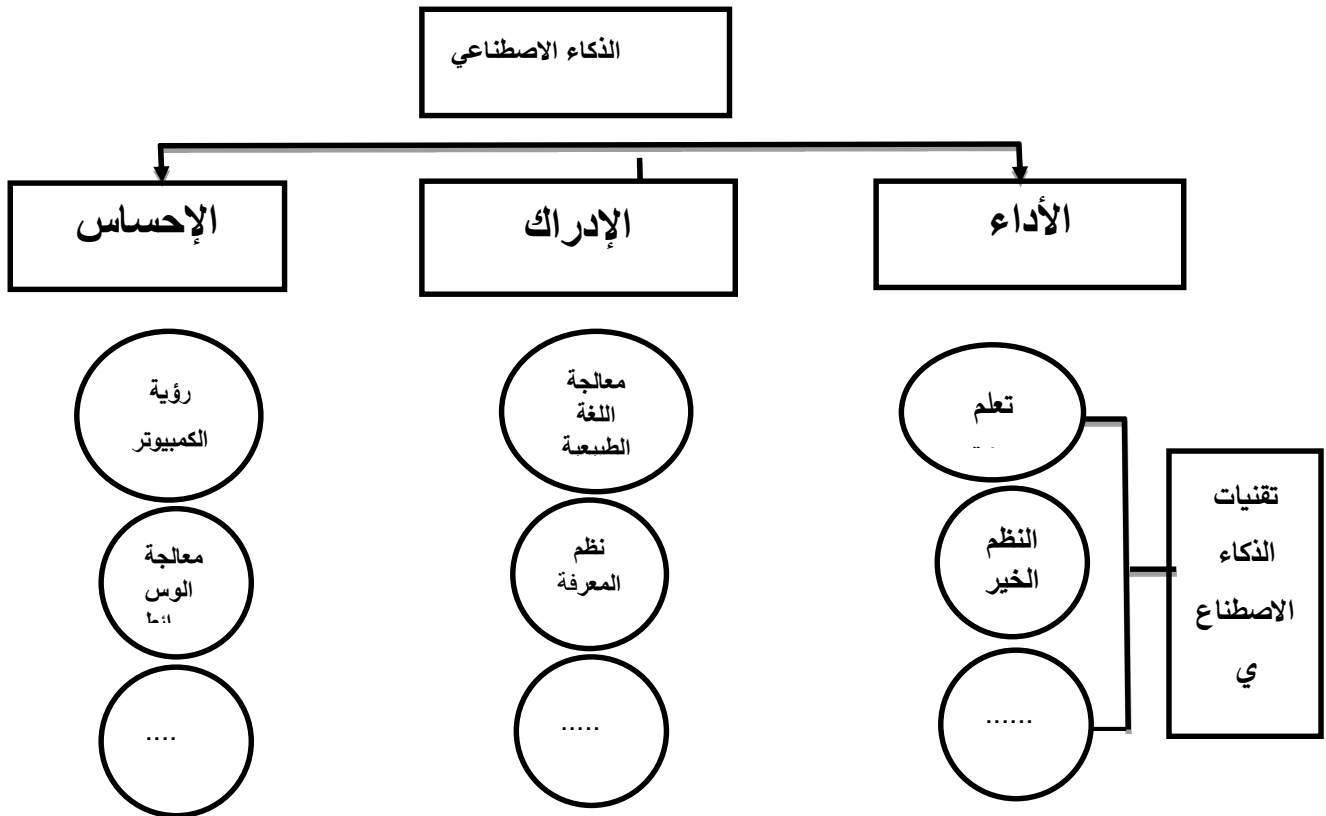 الذكاء الاصطناعي
الأداء
الإدراك
الإحساس
تعلم
النظم
الخير
......
معالجة
اللغة
الطبيعية
نظم
المعرفة
.....
رؤية
الكمبيوتر
معالجة
الوس
....
تقنيات
الذكاء
الاصطناع
ي